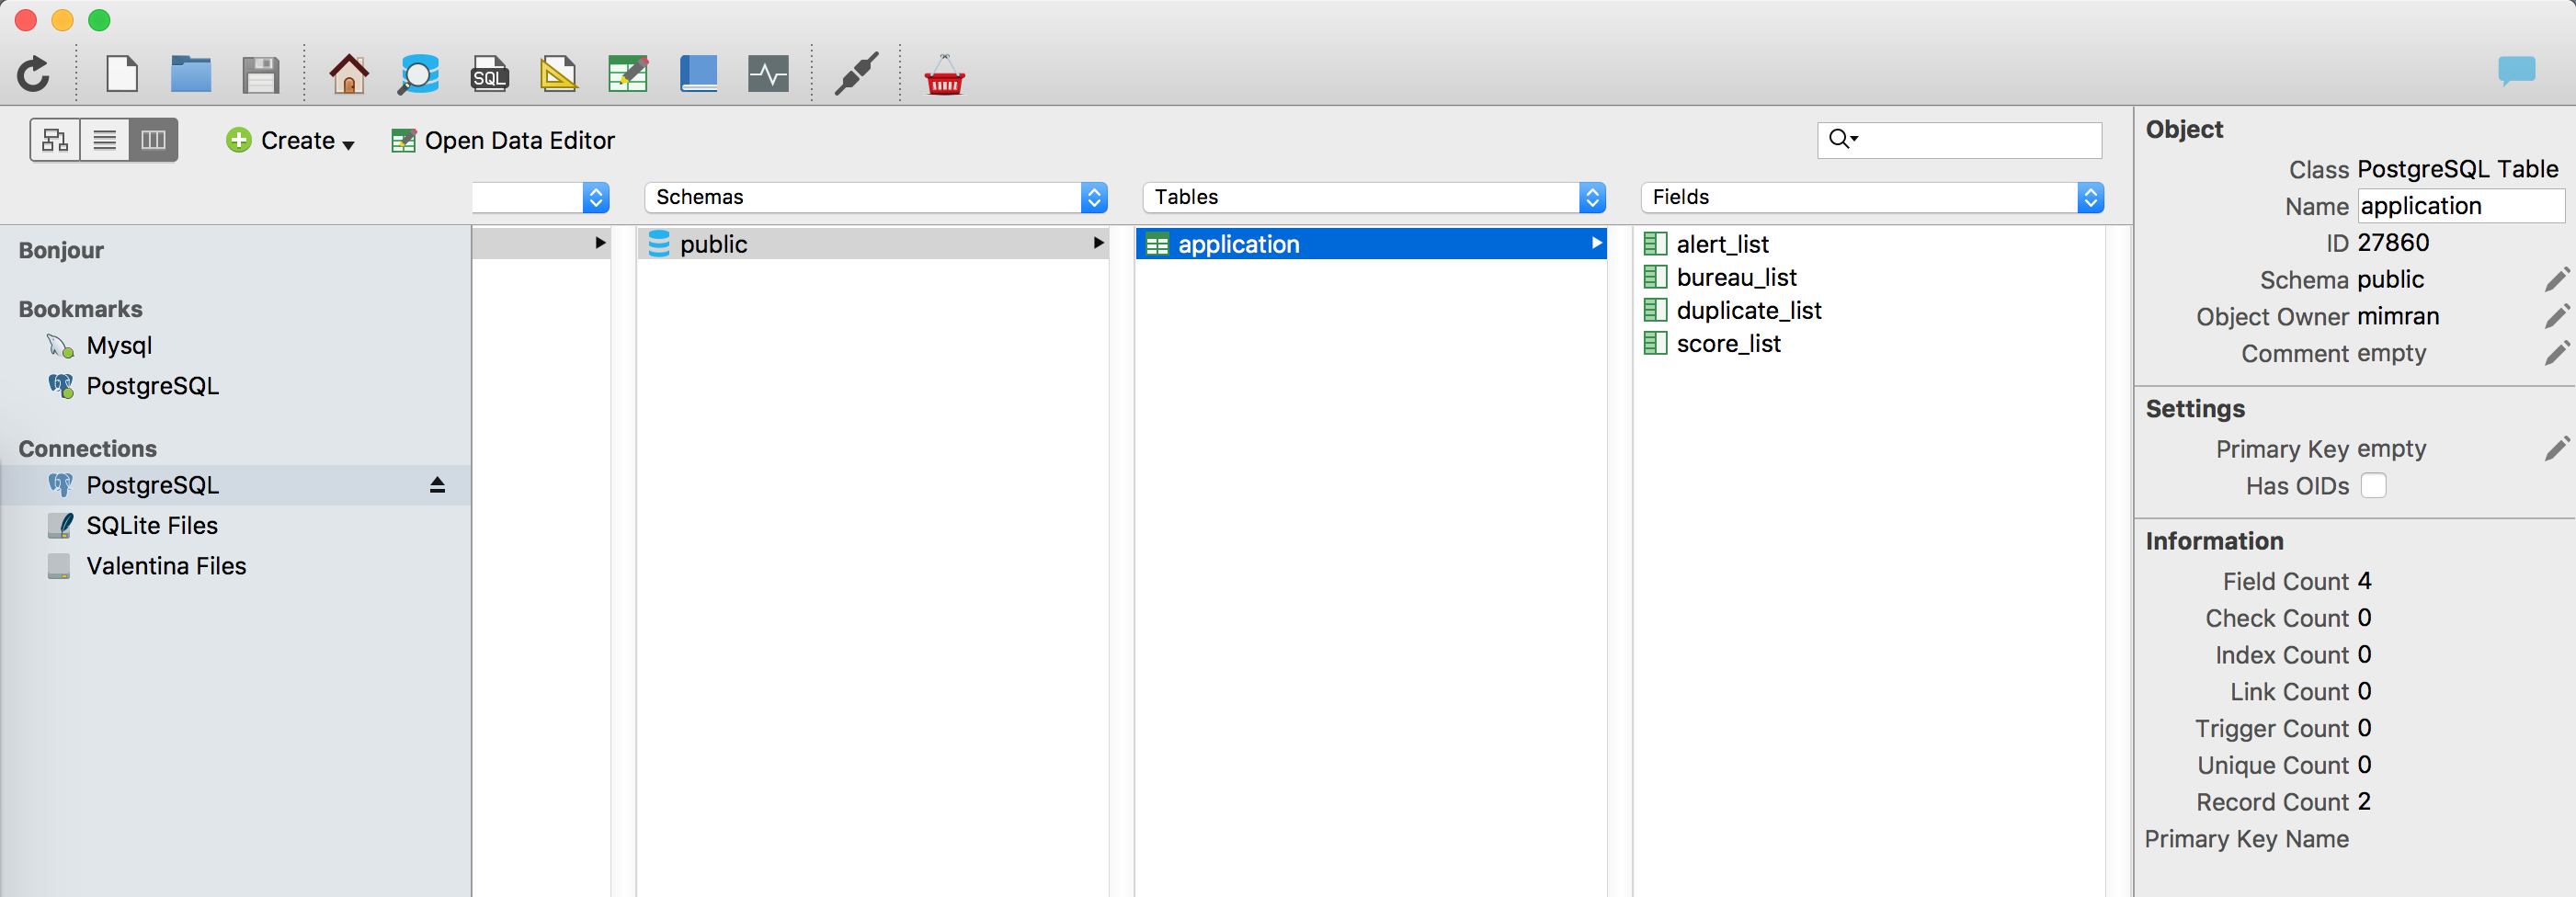 SQL
Create
Open Data Editor
Schemas
Tables
Fields
Bonjour
Bookmarks
Mysql
PostgreSQL
Connections
PostgreSQL
SQLite Files
Valentina Files
public
application
alert_list
bureau_list
duplicate_list
score_list
Object
Class PostgreSQL Table
Name application
ID 27860
Schema public
Object Owner mimran
Comment empty
Settings
Primary Key empty
Has OIDs
Information
Field Count 4
Check Count 0
Index Count 0
Link Count 0
Trigger Count 0
Unique Count 0
Record Count 2
Primary Key Name